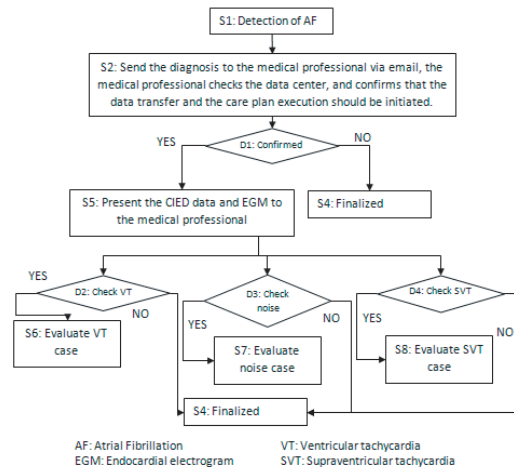 S1: Detection of AF
S2: Send the diagnosis to the medical professional via email, the
medical professional checks the data center, and confirms that the
data transfer and the care plan execution should be initiated.
YES
D1: Confirmed
NO
S5: Present the CIED data and EGM to
the medical professional
S4: Finalized
YES
D2: Check VT
NO
D3: Check
noise
YES
NO
D4: Check SVT
YES
NO
S6: Evaluate VT
case
S7: Evaluate
noise case
S8: Evaluate SVT
case
S4: Finalized
AF: Atrial Fibrillation
VT: Ventricular tachycardia
EGM: Endocardial electrogram
SVT: Supraventricular tachycardia